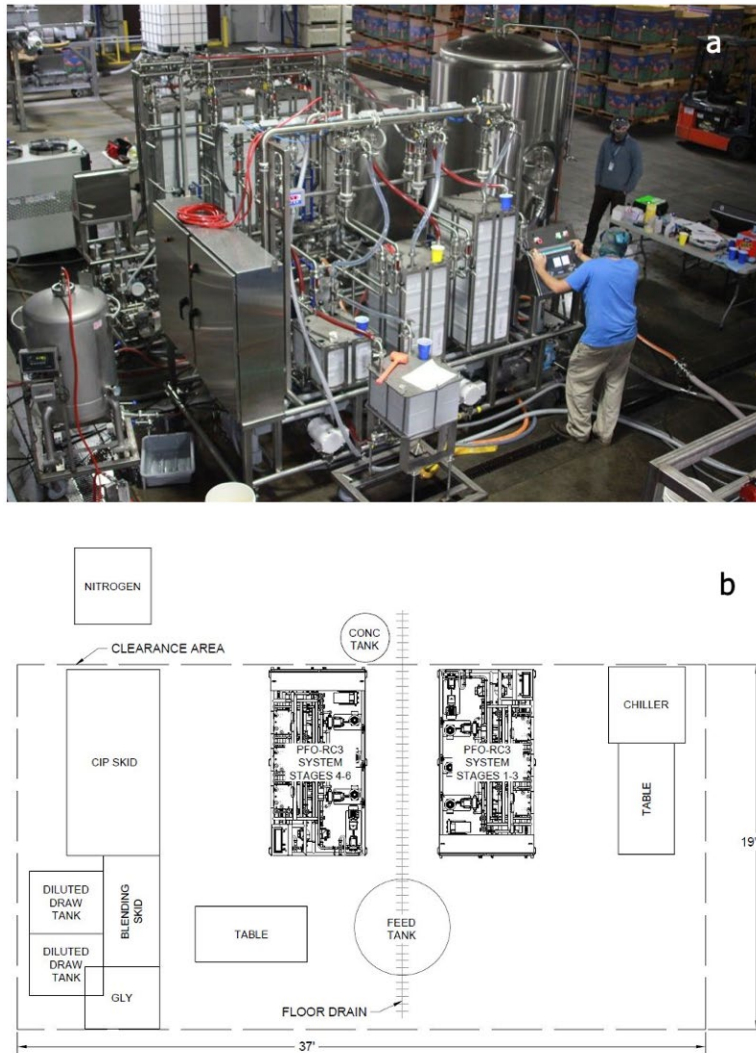 a
b
NITROGEN
CLEARANCE AREA
CONC
TANK
CIP SKID
PFO-RC3
SYSTEM
STAGES 4-6
PFO-RC3
SYSTEM
STAGES 1-3
CHILLER
TABLE
19'
DILUTED
DRAW
TANK
BLENDING
SKID
DILUTED
DRAW
TANK
TABLE
FEED
TANK
GLY
FLOOR DRAIN
37'